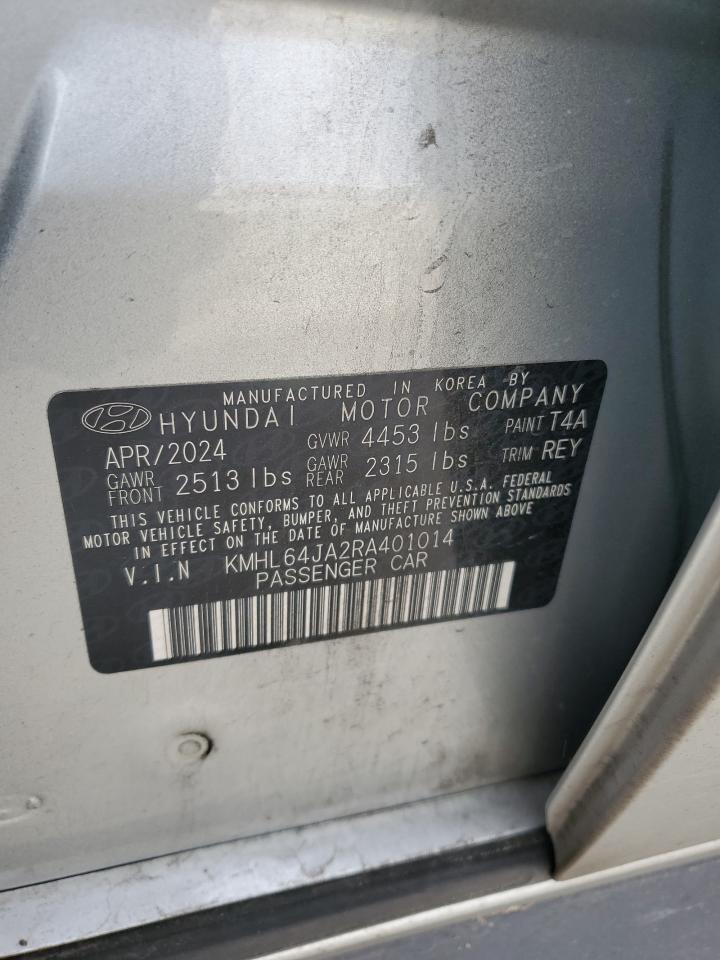 MANUFACTURED IN KOREA BY
HYUNDAI MOTOR COMPANY
APR/2024 GVWR 4453 lbs PAINT T4A
GAWR FRONT 2513 lbs GAWR REAR 2315 lbs TRIM REY
THIS VEHICLE CONFORMS TO ALL APPLICABLE U.S.A. FEDERAL
MOTOR VEHICLE SAFETY, BUMPER, AND THEFT PREVENTION STANDARDS
IN EFFECT ON THE DATE OF MANUFACTURE SHOWN ABOVE
V.I.N KMHL64JA2RA401014
PASSENGER CAR